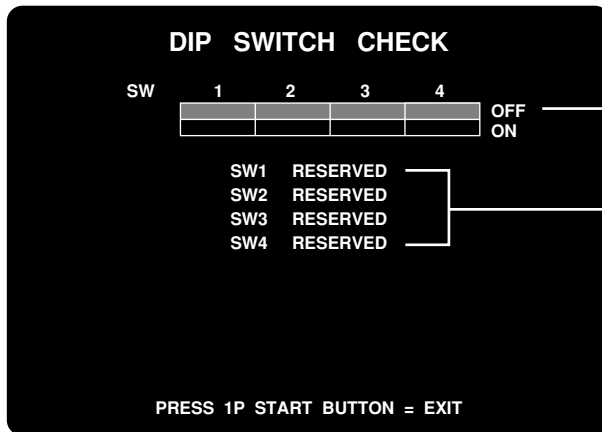 DIP SWITCH CHECK
SW 1 2 3 4
OFF
ON
SW1 RESERVED
SW2 RESERVED
SW3 RESERVED
SW4 RESERVED
PRESS 1P START BUTTON = EXIT